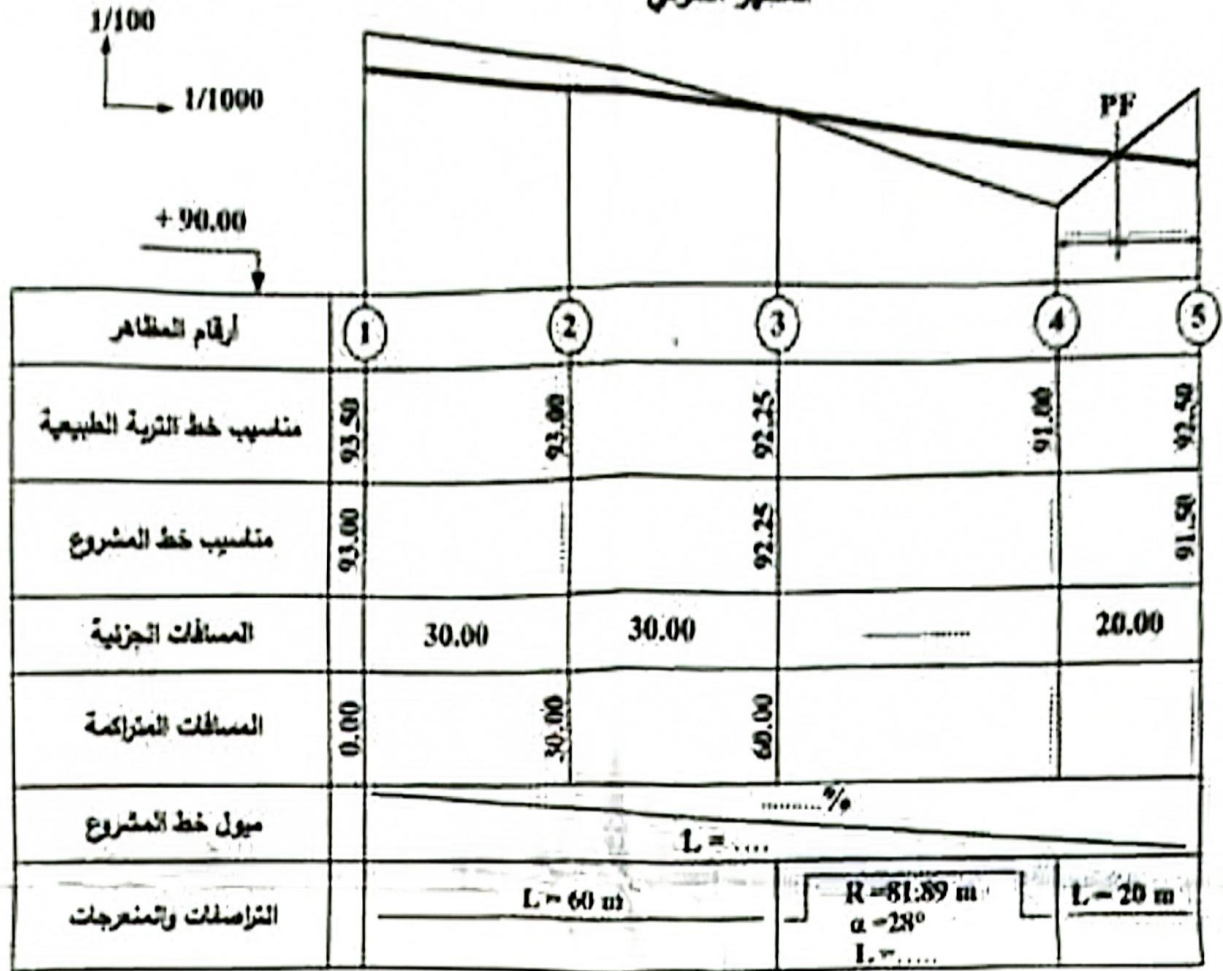 1/100
1/1000
PF
+ 90.00
أرقام المظاهر 1 2 3 4 5
مناسيب خط التربة الطبيعية 93.50 93.00 92.25 91.00 92.50
مناسيب خط المشروع 93.00 ........ 92.25 ........ 91.50
المسافات الجزئية 30.00 30.00 ........ 20.00
المسافات المتراكمة 0.00 30.00 60.00 ........ ........
ميول خط المشروع
.........%
L = ....
التراصفات والمنعرجات
L = 60 m
R =81.89 m
α =28°
L = .....
L = 20 m